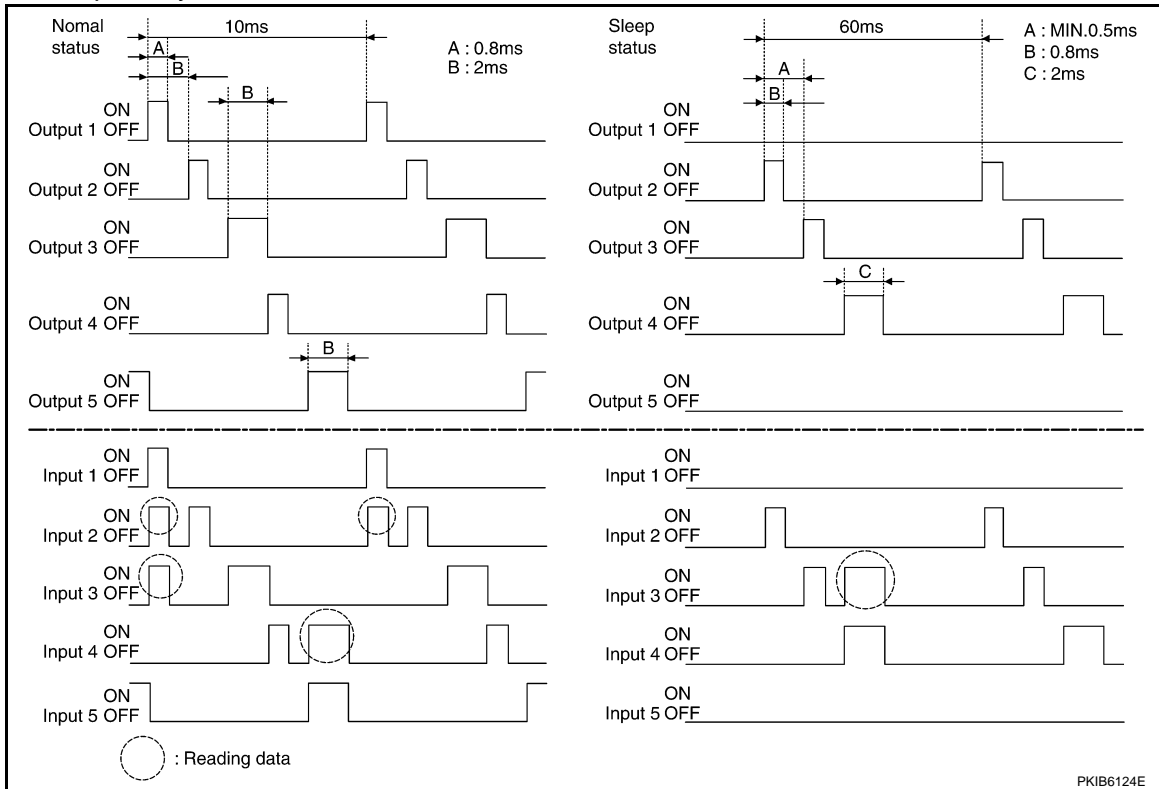 Nomal
status
10ms
A
B
B
A : 0.8ms
B : 2ms
ON
Output 1 OFF
ON
Output 2 OFF
ON
Output 3 OFF
ON
Output 4 OFF
B
ON
Output 5 OFF
Sleep
status
60ms
A
B
A : MIN.0.5ms
B : 0.8ms
C : 2ms
ON
Output 1 OFF
ON
Output 2 OFF
ON
Output 3 OFF
C
ON
Output 4 OFF
ON
Output 5 OFF
ON
Input 1 OFF
ON
Input 2 OFF
ON
Input 3 OFF
ON
Input 4 OFF
ON
Input 5 OFF
: Reading data
ON
Input 1 OFF
ON
Input 2 OFF
ON
Input 3 OFF
ON
Input 4 OFF
ON
Input 5 OFF
PKIB6124E